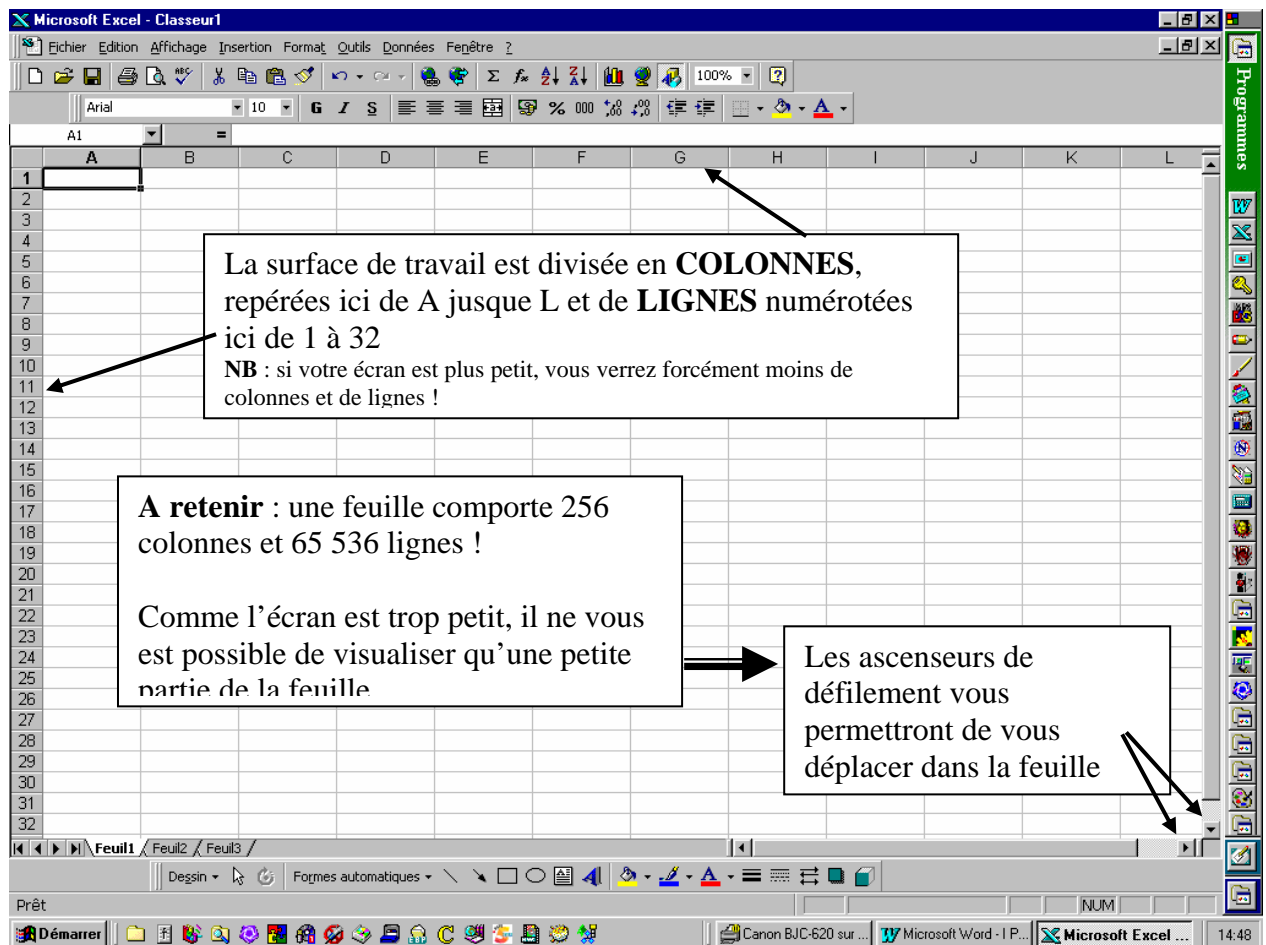 Microsoft Excel - Classeur1
Fichier Edition Affichage Insertion Format Outils Données Fenêtre ?
100%
Arial 10 G I S % 000
A1 =
A B C D E F G H I J K L
1
2
3
4
5
6
7
8
9
10
11
12
13
14
15
16
17
18
19
20
21
22
23
24
25
26
27
28
29
30
31
32
La surface de travail est divisée en COLONNES,
repérées ici de A jusque L et de LIGNES numérotées
ici de 1 à 32
NB : si votre écran est plus petit, vous verrez forcément moins de
colonnes et de lignes !
A retenir : une feuille comporte 256
colonnes et 65 536 lignes !
Comme l’écran est trop petit, il ne vous
est possible de visualiser qu’une petite
partie de la feuille
Les ascenseurs de
défilement vous
permettront de vous
déplacer dans la feuille
Feuil1 Feuil2 Feuil3
Dessin Formes automatiques
Prêt NUM
Démarrer Canon BJC-620 sur ... Microsoft Word - I P... Microsoft Excel ... 14:48
Programmes